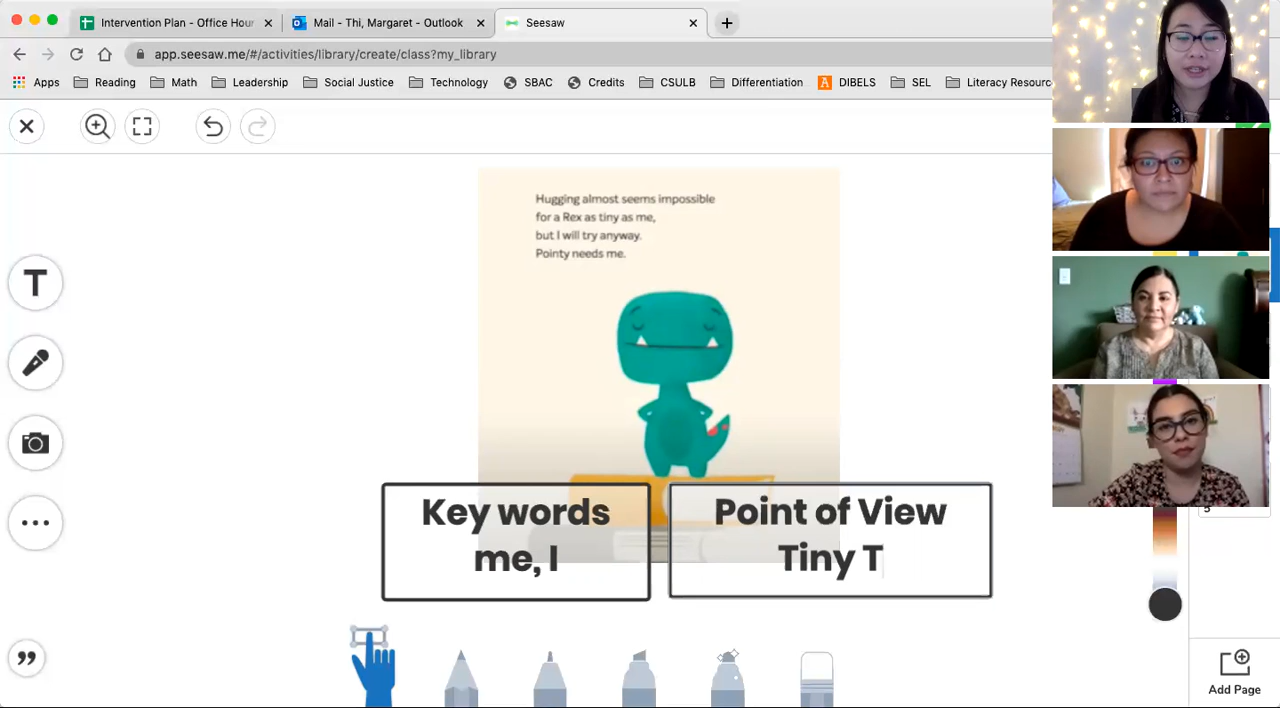 Intervention Plan - Office Hour
Mail - Thi, Margaret - Outlook
Seesaw
app.seesaw.me/#/activities/library/create/class?my_library
Apps
Reading
Math
Leadership
Social Justice
Technology
SBAC
Credits
CSULB
Differentiation
DIBELS
SEL
Literacy Resourc
Hugging almost seems impossible
for a Rex as tiny as me,
but I will try anyway.
Pointy needs me.
T
Key words
me, I
Point of View
Tiny T
5
Add Page